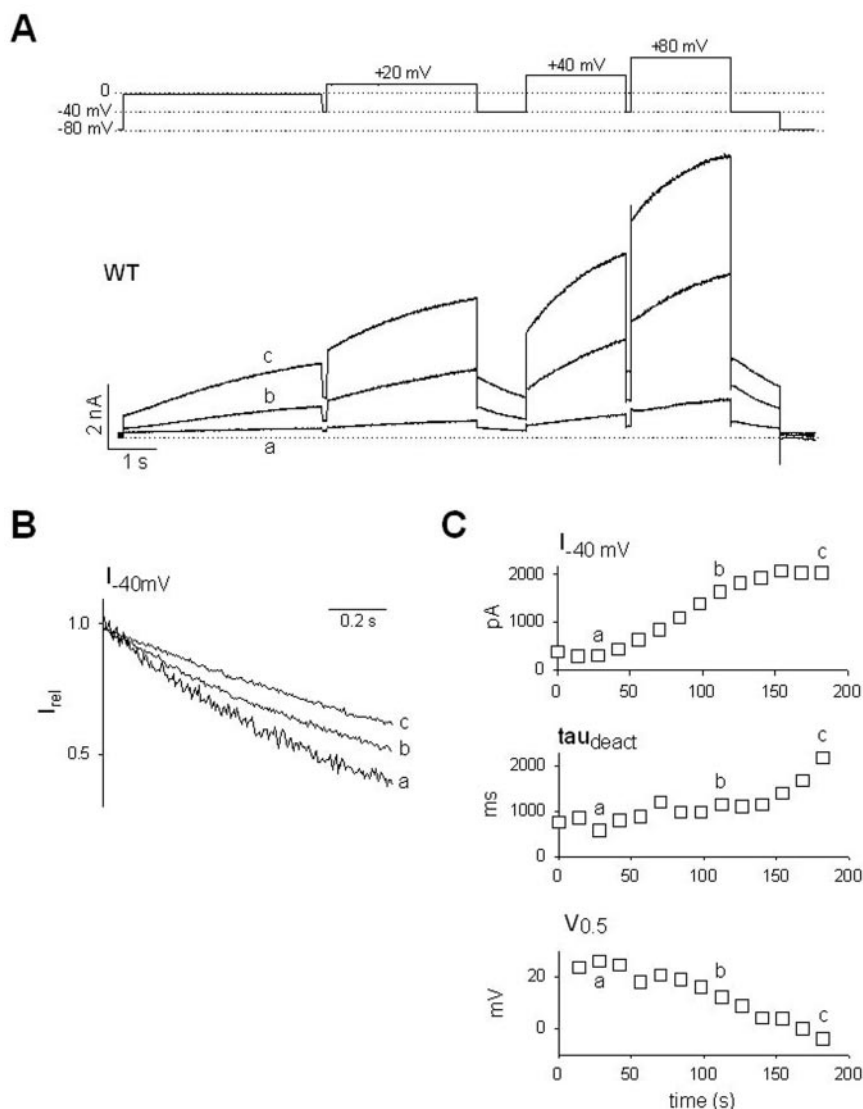 A
+80 mV
+20 mV
+40 mV
0
-40 mV
-80 mV
WT
c
b
a
2 nA
1 s
B
I-40mV
0.2 s
1.0
Irel
0.5
c
b
a
C
I-40 mV
c
b
2000
pA
1000
a
0
0 50 100 150 200
taudeact
c
2000
ms
b
1000
a
0
0 50 100 150 200
V0.5
20
mV
b
a
c
0
0 50 100 150 200
time (s)